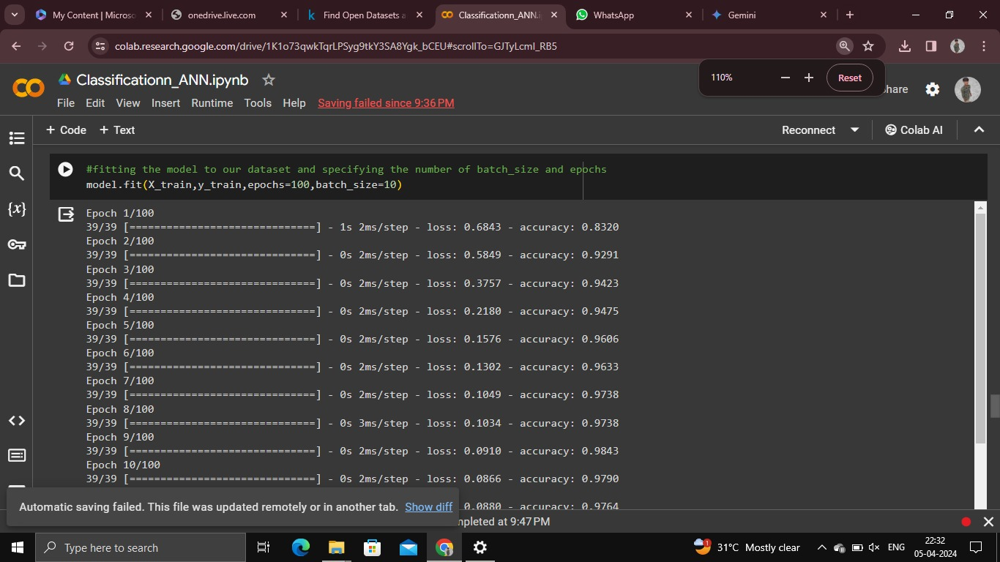 My Content | Microso
onedrive.live.com
Find Open Datasets a
Classificationn_ANN.i
WhatsApp
Gemini
colab.research.google.com/drive/1K1o73qwkTqrLPSyg9tkY3SA8Ygk_bCEU#scrollTo=GJTyLcmI_RB5
110%
Reset
Classificationn_ANN.ipynb
hare
File Edit View Insert Runtime Tools Help Saving failed since 9:36 PM
+ Code + Text
Reconnect
Colab AI
#fitting the model to our dataset and specifying the number of batch_size and epochs
model.fit(X_train,y_train,epochs=100,batch_size=10)
{x}
Epoch 1/100
39/39 [==============================] - 1s 2ms/step - loss: 0.6843 - accuracy: 0.8320
Epoch 2/100
39/39 [==============================] - 0s 2ms/step - loss: 0.5849 - accuracy: 0.9291
Epoch 3/100
39/39 [==============================] - 0s 2ms/step - loss: 0.3757 - accuracy: 0.9423
Epoch 4/100
39/39 [==============================] - 0s 2ms/step - loss: 0.2180 - accuracy: 0.9475
Epoch 5/100
39/39 [==============================] - 0s 2ms/step - loss: 0.1576 - accuracy: 0.9606
Epoch 6/100
39/39 [==============================] - 0s 2ms/step - loss: 0.1302 - accuracy: 0.9633
Epoch 7/100
39/39 [==============================] - 0s 2ms/step - loss: 0.1049 - accuracy: 0.9738
Epoch 8/100
39/39 [==============================] - 0s 3ms/step - loss: 0.1034 - accuracy: 0.9738
Epoch 9/100
39/39 [==============================] - 0s 2ms/step - loss: 0.0910 - accuracy: 0.9843
Epoch 10/100
39/39 [==============================] - 0s 2ms/step - loss: 0.0866 - accuracy: 0.9790
0.0880 - accuracy: 0.9764
Automatic saving failed. This file was updated remotely or in another tab. Show diff
mpleted at 9:47 PM
Type here to search
1
31°C Mostly clear
ENG
22:32
05-04-2024